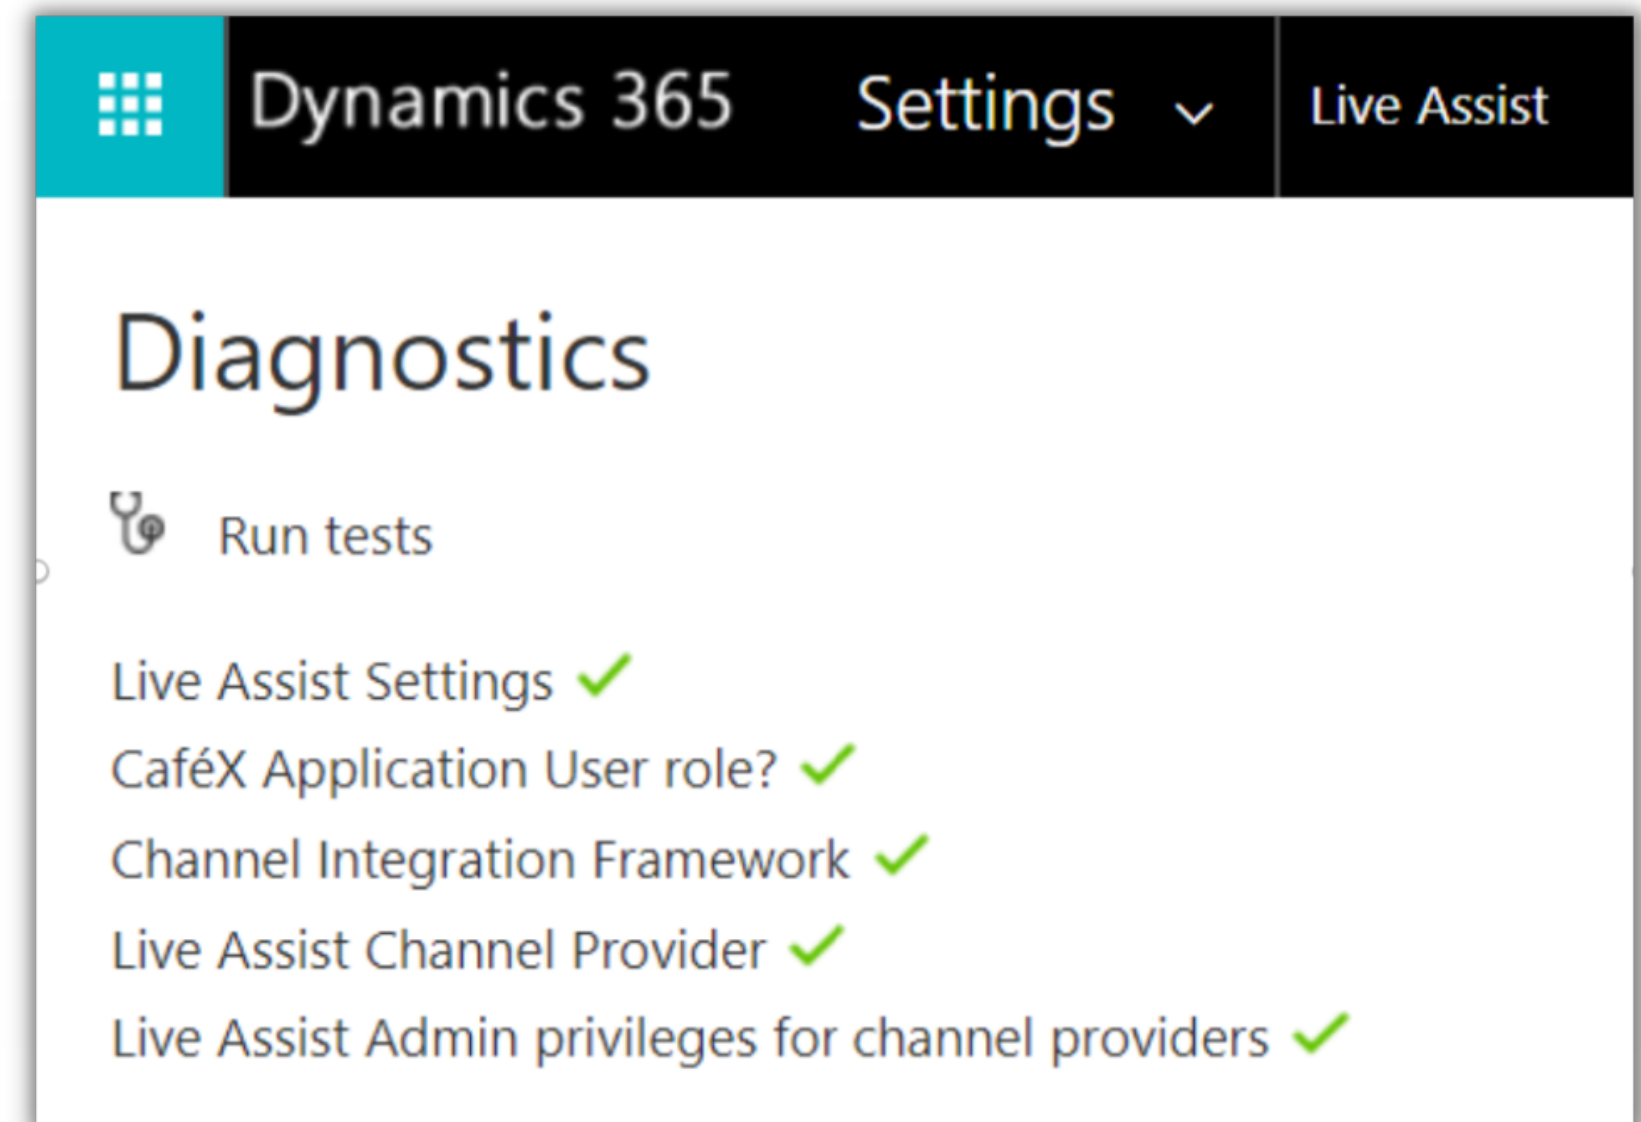 Dynamics 365 Settings Live Assist
Diagnostics
Run tests
Live Assist Settings
CaféX Application User role?
Channel Integration Framework
Live Assist Channel Provider
Live Assist Admin privileges for channel providers